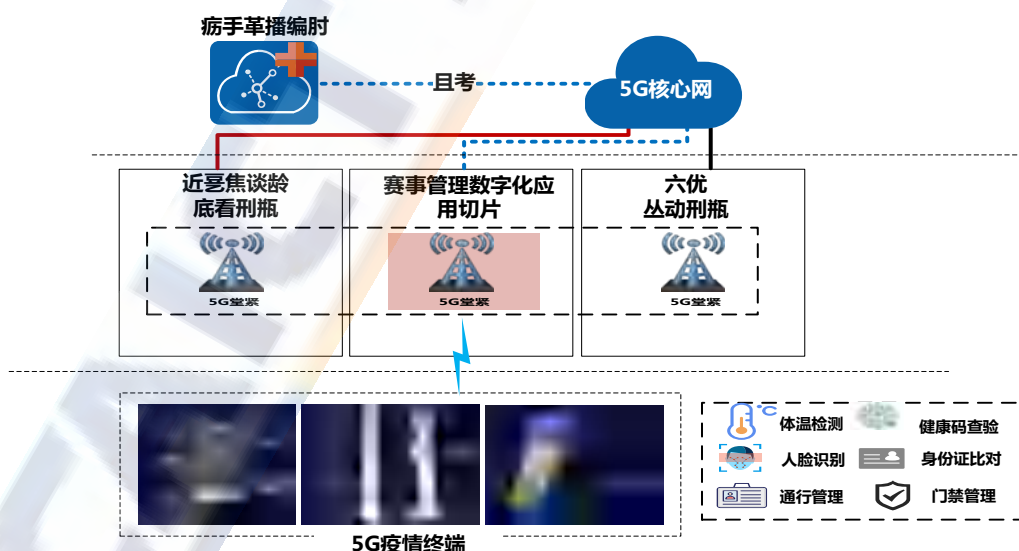 疬手革播编肘
且考
5G核心网
近寻焦谈龄
底看刑瓶
赛事管理数字化应
用切片
六优
丛动刑瓶
5G堂紧
5G堂紧
5G堂紧
体温检测
健康码查验
人脸识别
身份证比对
通行管理
门禁管理
5G疫情终端